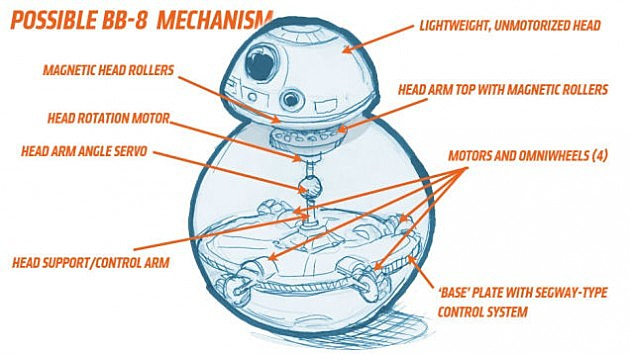 POSSIBLE BB-8 MECHANISM
LIGHTWEIGHT, UNMOTORIZED HEAD
MAGNETIC HEAD ROLLERS
HEAD ARM TOP WITH MAGNETIC ROLLERS
HEAD ROTATION MOTOR
HEAD ARM ANGLE SERVO
MOTORS AND OMNIWHEELS (4)
HEAD SUPPORT/CONTROL ARM
‘BASE’ PLATE WITH SEGWAY-TYPE
CONTROL SYSTEM